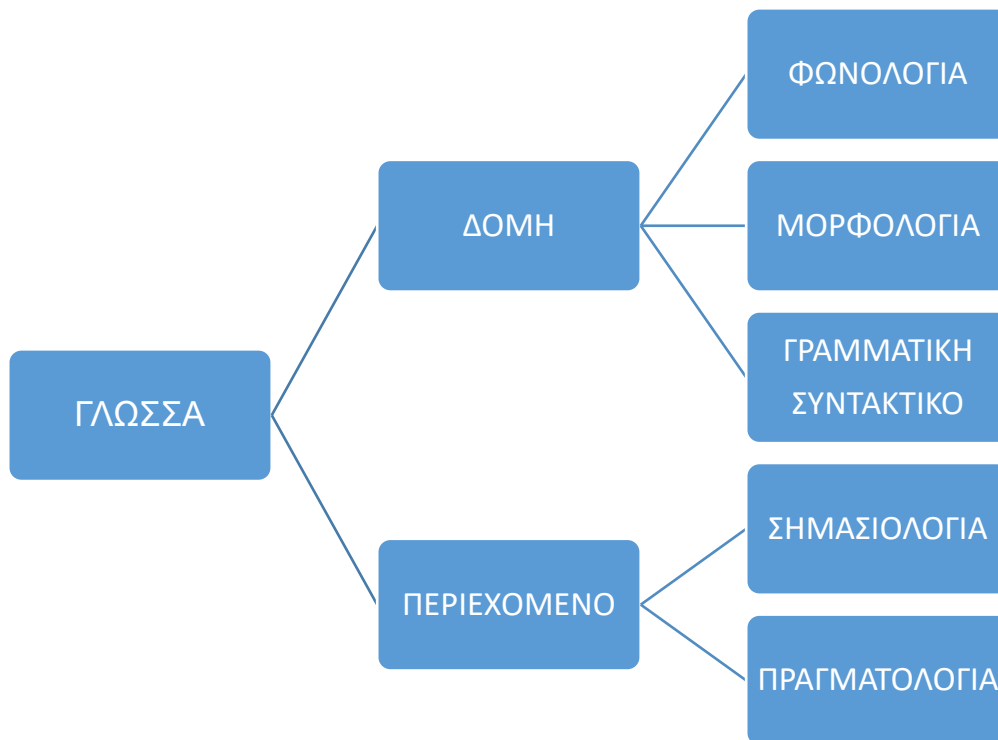 ΓΛΩΣΣΑ
ΔΟΜΗ
ΦΩΝΟΛΟΓΙΑ
ΜΟΡΦΟΛΟΓΙΑ
ΓΡΑΜΜΑΤΙΚΗ
ΣΥΝΤΑΚΤΙΚΟ
ΠΕΡΙΕΧΟΜΕΝΟ
ΣΗΜΑΣΙΟΛΟΓΙΑ
ΠΡΑΓΜΑΤΟΛΟΓΙΑ